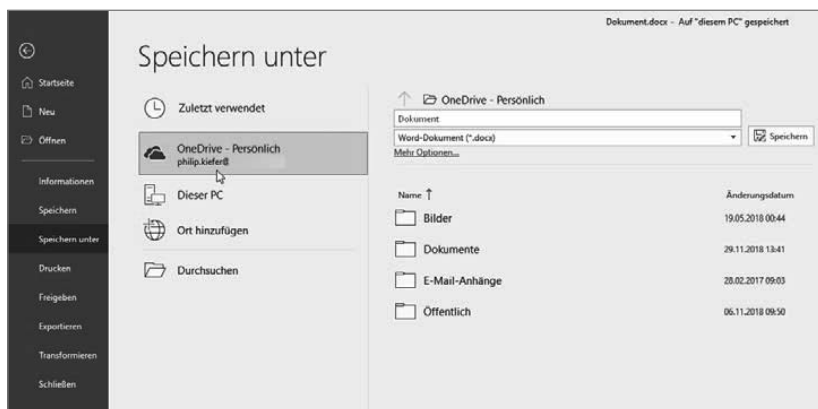 Dokument.docx - Auf "diesem PC" gespeichert
Startseite
Neu
Öffnen
Informationen
Speichern
Speichern unter
Drucken
Freigeben
Exportieren
Transformieren
Schließen
Speichern unter
Zuletzt verwendet
OneDrive - Persönlich
philip.kiefer@
Dieser PC
Ort hinzufügen
Durchsuchen
OneDrive - Persönlich
Dokument
Word-Dokument (*.docx)
Speichern
Mehr Optionen...
Name ↑ Änderungsdatum
Bilder 19.05.2018 00:44
Dokumente 29.11.2018 13:41
E-Mail-Anhänge 28.02.2017 09:03
Öffentlich 06.11.2018 09:50